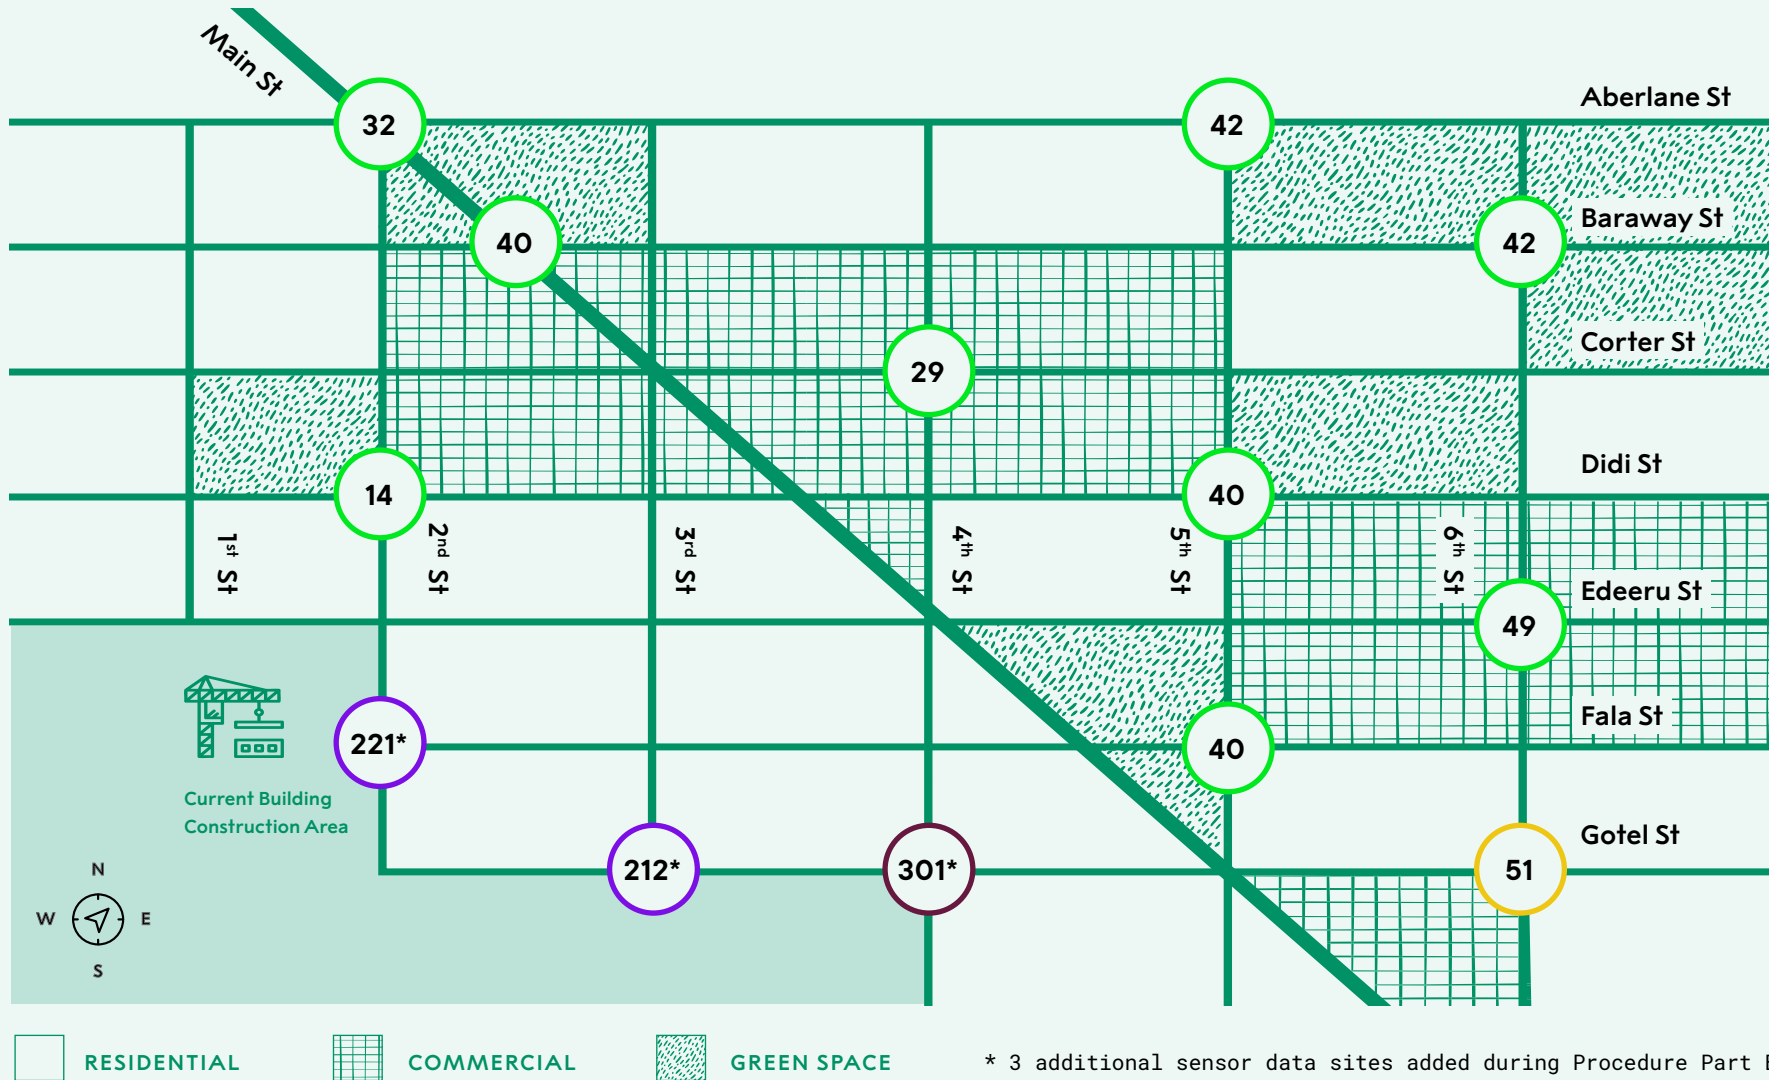 Main St
32
42
Aberlane St
40
42
Baraway St
29
Corter St
14
40
Didi St
1st St
2nd St
3rd St
4th St
5th St
6th St
49
Edeeru St
221*
40
Fala St
Current Building
Construction Area
212*
301*
51
Gotel St
N
W E
S
RESIDENTIAL
COMMERCIAL
GREEN SPACE
* 3 additional sensor data sites added during Procedure Part